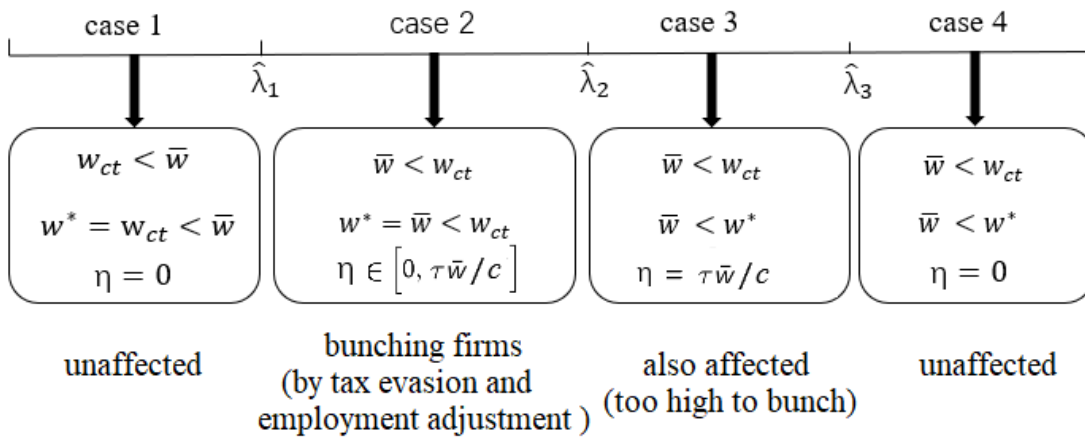 case 1 case 2 case 3 case 4
λ̂₁ λ̂₂ λ̂₃
w_ct < w̄ w̄ < w_ct w̄ < w_ct w̄ < w_ct
w* = w_ct < w̄ w* = w̄ < w_ct w̄ < w* w̄ < w*
η = 0 η ∈ [0, τw̄/c] η = τw̄/c η = 0
unaffected bunching firms also affected unaffected
(by tax evasion and (too high to bunch)
employment adjustment )